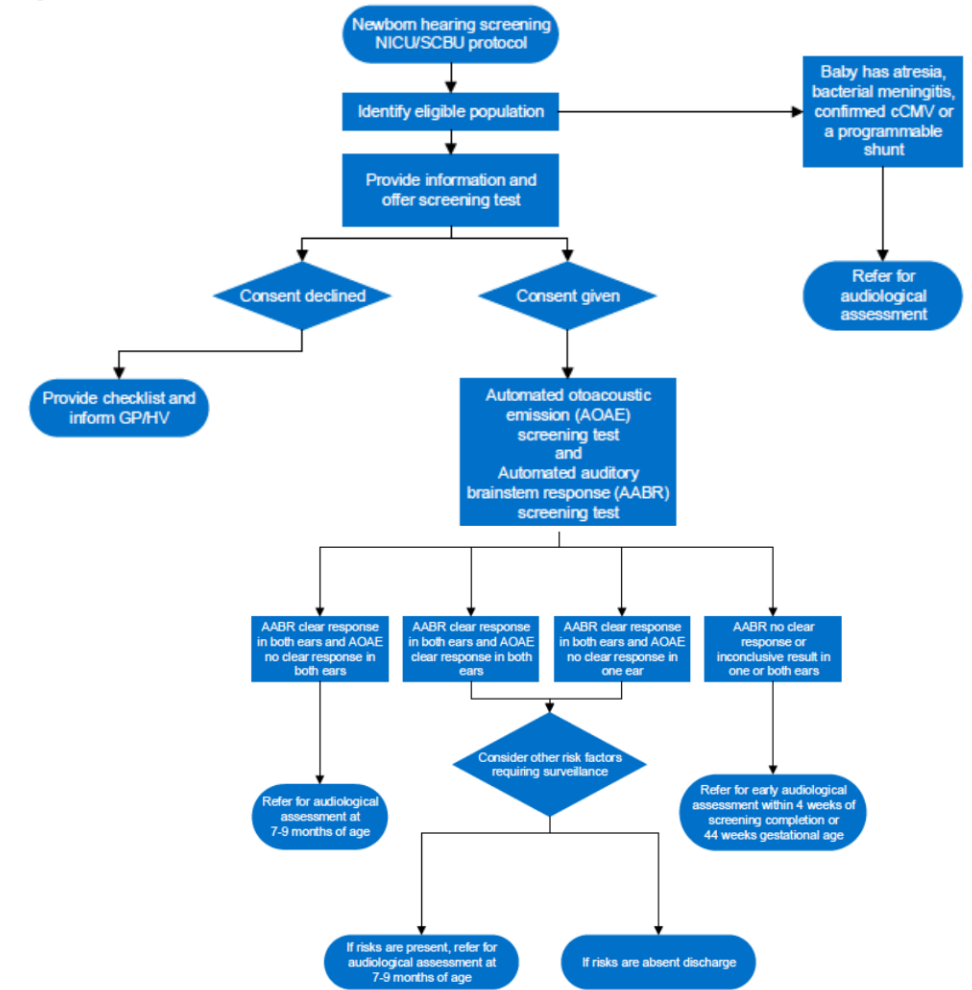 Newborn hearing screening
NICU/SCBU protocol
Identify eligible population
Baby has atresia,
bacterial meningitis,
confirmed cCMV or
a programmable
shunt
Provide information and
offer screening test
Refer for
audiological
assessment
Consent declined
Consent given
Provide checklist and
inform GP/HV
Automated otoacoustic
emission (AOAE)
screening test
and
Automated auditory
brainstem response (AABR)
screening test
AABR clear response
in both ears and AOAE
no clear response in
both ears
AABR clear response
in both ears and AOAE
clear response in both
ears
AABR clear response
in both ears and AOAE
no clear response in
one ear
AABR no clear
response or
inconclusive result in
one or both ears
Consider other risk factors
requiring surveillance
Refer for audiological
assessment at
7-9 months of age
Refer for early audiological
assessment within 4 weeks of
screening completion or
44 weeks gestational age
If risks are present, refer for
audiological assessment at
7-9 months of age
If risks are absent discharge